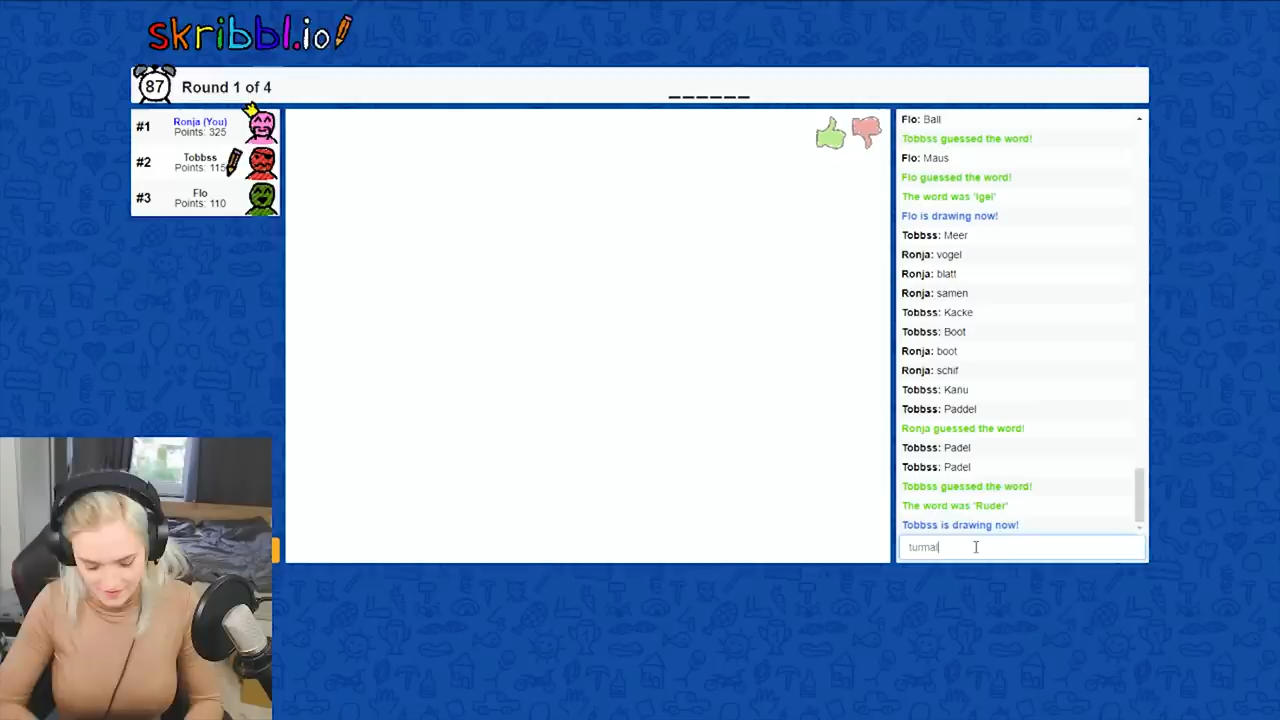 skribbl.io
87
Round 1 of 4
______
#1
Ronja (You)
Points: 325
#2
Tobbss
Points: 115
#3
Flo
Points: 110
Flo: Ball
Tobbss guessed the word!
Flo: Maus
Flo guessed the word!
The word was 'Igel'
Flo is drawing now!
Tobbss: Meer
Ronja: vogel
Ronja: blatt
Ronja: samen
Tobbss: Kacke
Tobbss: Boot
Ronja: boot
Ronja: schif
Tobbss: Kanu
Tobbss: Paddel
Ronja guessed the word!
Tobbss: Padel
Tobbss: Padel
Tobbss guessed the word!
The word was 'Ruder'
Tobbss is drawing now!
turmal